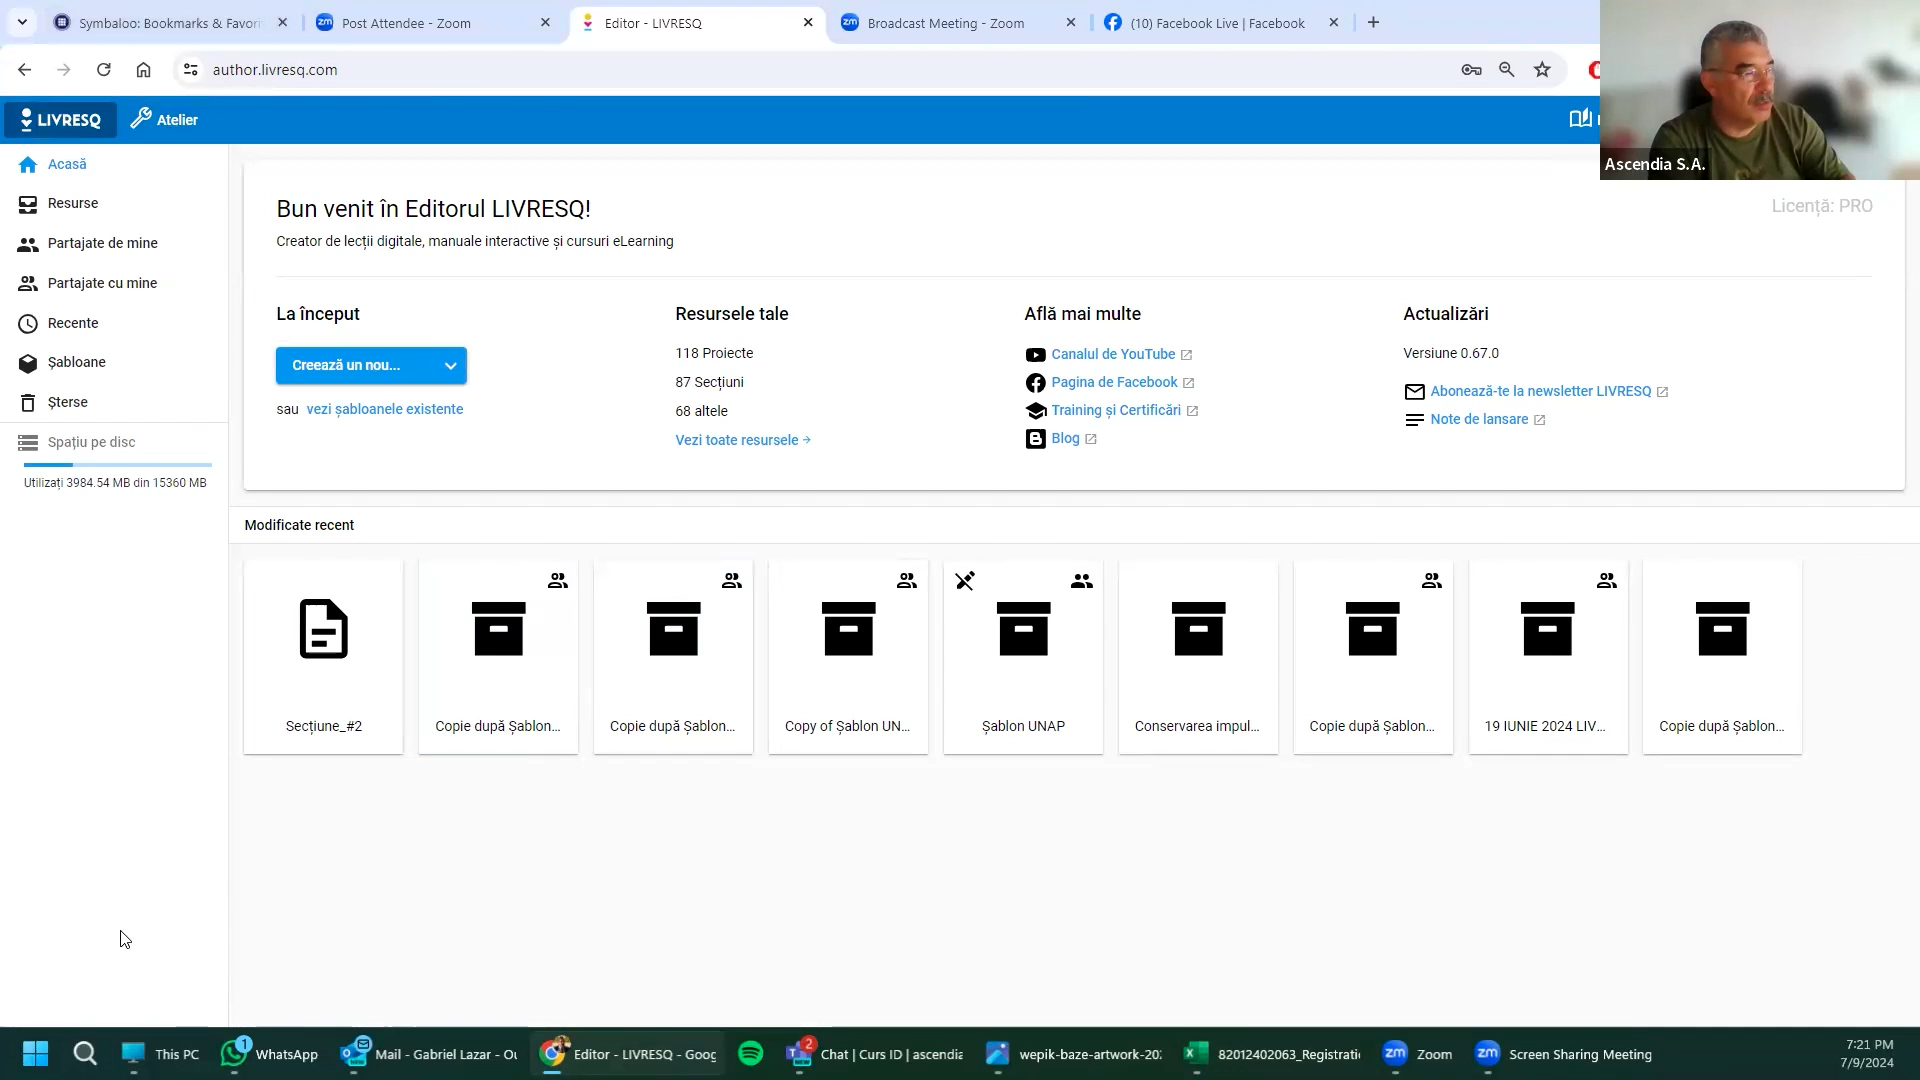 Symbaloo: Bookmarks & Favori
Post Attendee - Zoom
Editor - LIVRESQ
Broadcast Meeting - Zoom
(10) Facebook Live | Facebook
author.livresq.com
LIVRESQ
Atelier
Ascendia S.A.
Acasă
Resurse
Partajate de mine
Partajate cu mine
Recente
Șabloane
Șterse
Spațiu pe disc
Utilizați 3984.54 MB din 15360 MB
Bun venit în Editorul LIVRESQ!
Licență: PRO
Creator de lecții digitale, manuale interactive și cursuri eLearning
La început
Creează un nou...
sau vezi șabloanele existente
Resursele tale
118 Proiecte
87 Secțiuni
68 altele
Vezi toate resursele
Află mai multe
Canalul de YouTube
Pagina de Facebook
Training și Certificări
Blog
Actualizări
Versiune 0.67.0
Abonează-te la newsletter LIVRESQ
Note de lansare
Modificate recent
Secțiune_#2
Copie după Șablon...
Copie după Șablon...
Copy of Șablon UN...
Șablon UNAP
Conservarea impul...
Copie după Șablon...
19 IUNIE 2024 LIV...
Copie după Șablon...
This PC
1
WhatsApp
Mail - Gabriel Lazar - Ou
Editor - LIVRESQ - Goog
2
Chat | Curs ID | ascendia
wepik-baze-artwork-202
82012402063_Registrati
zm
Zoom
zm
Screen Sharing Meeting
7:21 PM
7/9/2024